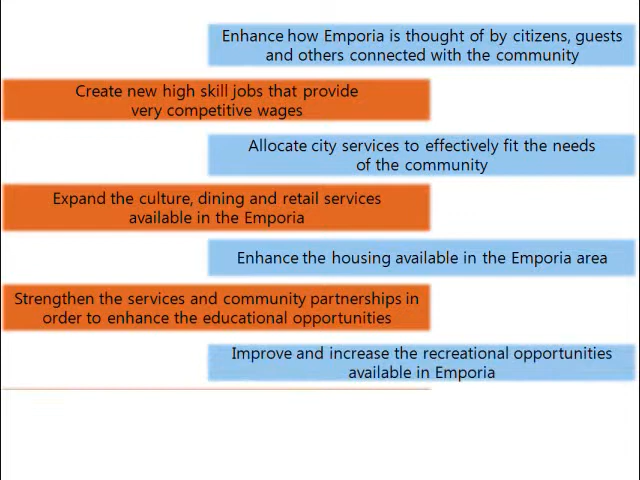 Enhance how Emporia is thought of by citizens, guests
and others connected with the community
Create new high skill jobs that provide
very competitive wages
Allocate city services to effectively fit the needs
of the community
Expand the culture, dining and retail services
available in the Emporia
Enhance the housing available in the Emporia area
Strengthen the services and community partnerships in
order to enhance the educational opportunities
Improve and increase the recreational opportunities
available in Emporia